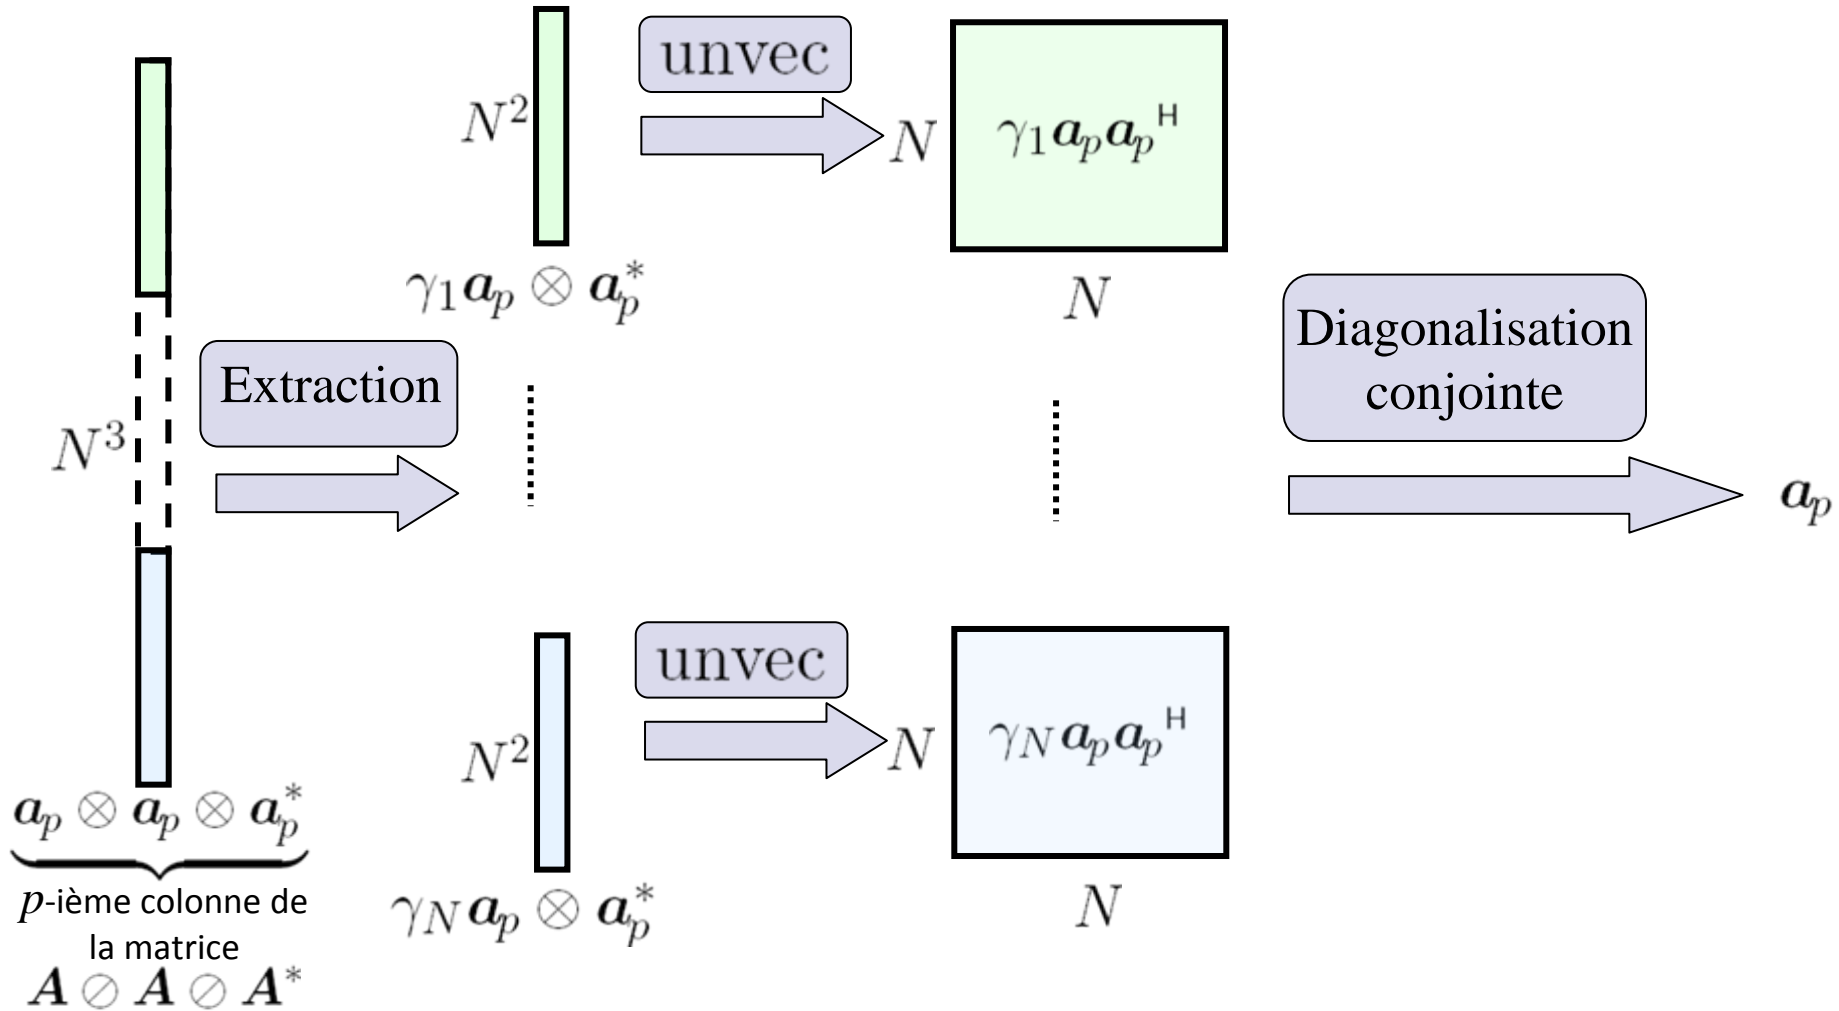 N³
Extraction
a_p ⊗ a_p ⊗ a_p^*
p-ième colonne de
la matrice
A ⊘ A ⊘ A^*
N²
γ₁a_p ⊗ a_p^*
unvec
N
γ₁a_p a_p^H
N
N²
γ_N a_p ⊗ a_p^*
unvec
N
γ_N a_p a_p^H
N
Diagonalisation
conjointe
a_p